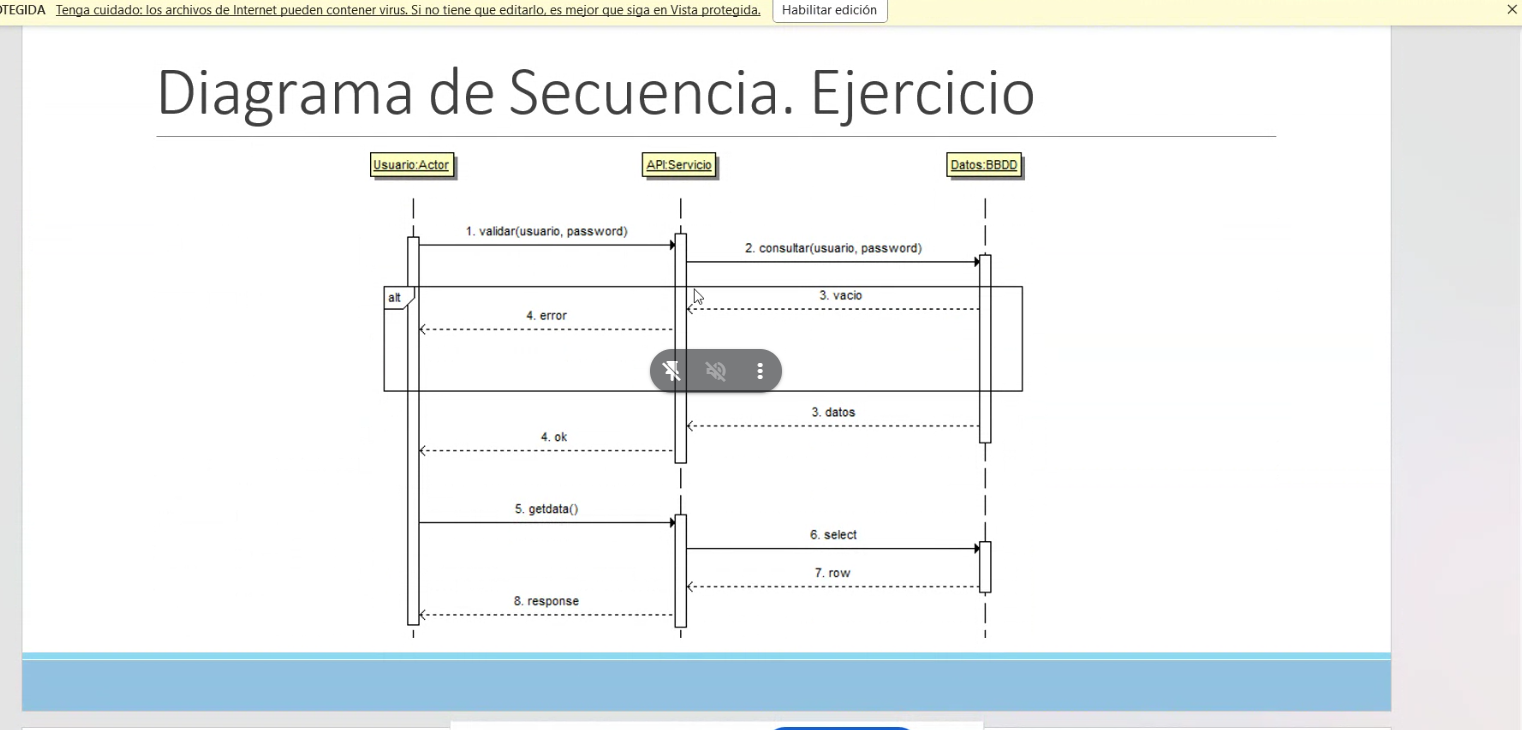 OTEGIDA Tenga cuidado: los archivos de Internet pueden contener virus. Si no tiene que editarlo, es mejor que siga en Vista protegida. Habilitar edición
Diagrama de Secuencia. Ejercicio
Usuario:Actor API:Servicio Datos:BBDD
1. validar(usuario, password)
2. consultar(usuario, password)
alt
3. vacio
4. error
3. datos
4. ok
5. getdata()
6. select
7. row
8. response